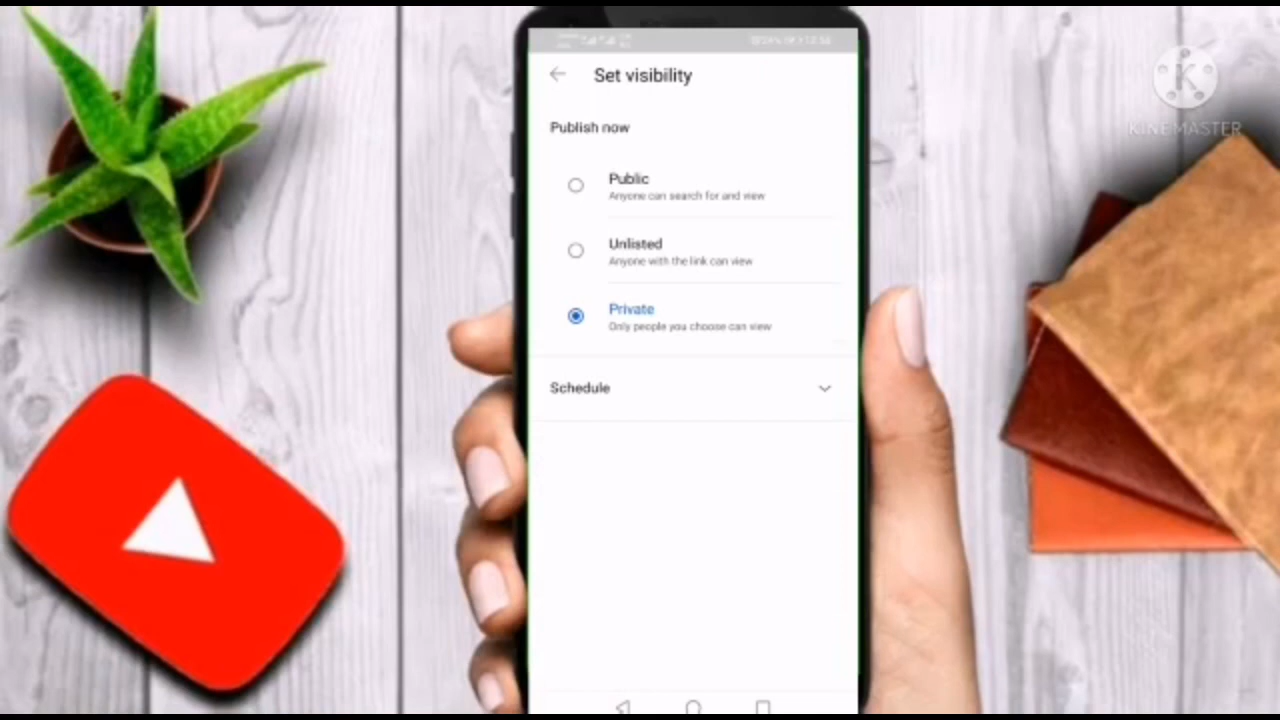 Set visibility
Publish now
Public
Anyone can search for and view
Unlisted
Anyone with the link can view
Private
Only people you choose can view
Schedule
KINEMASTER